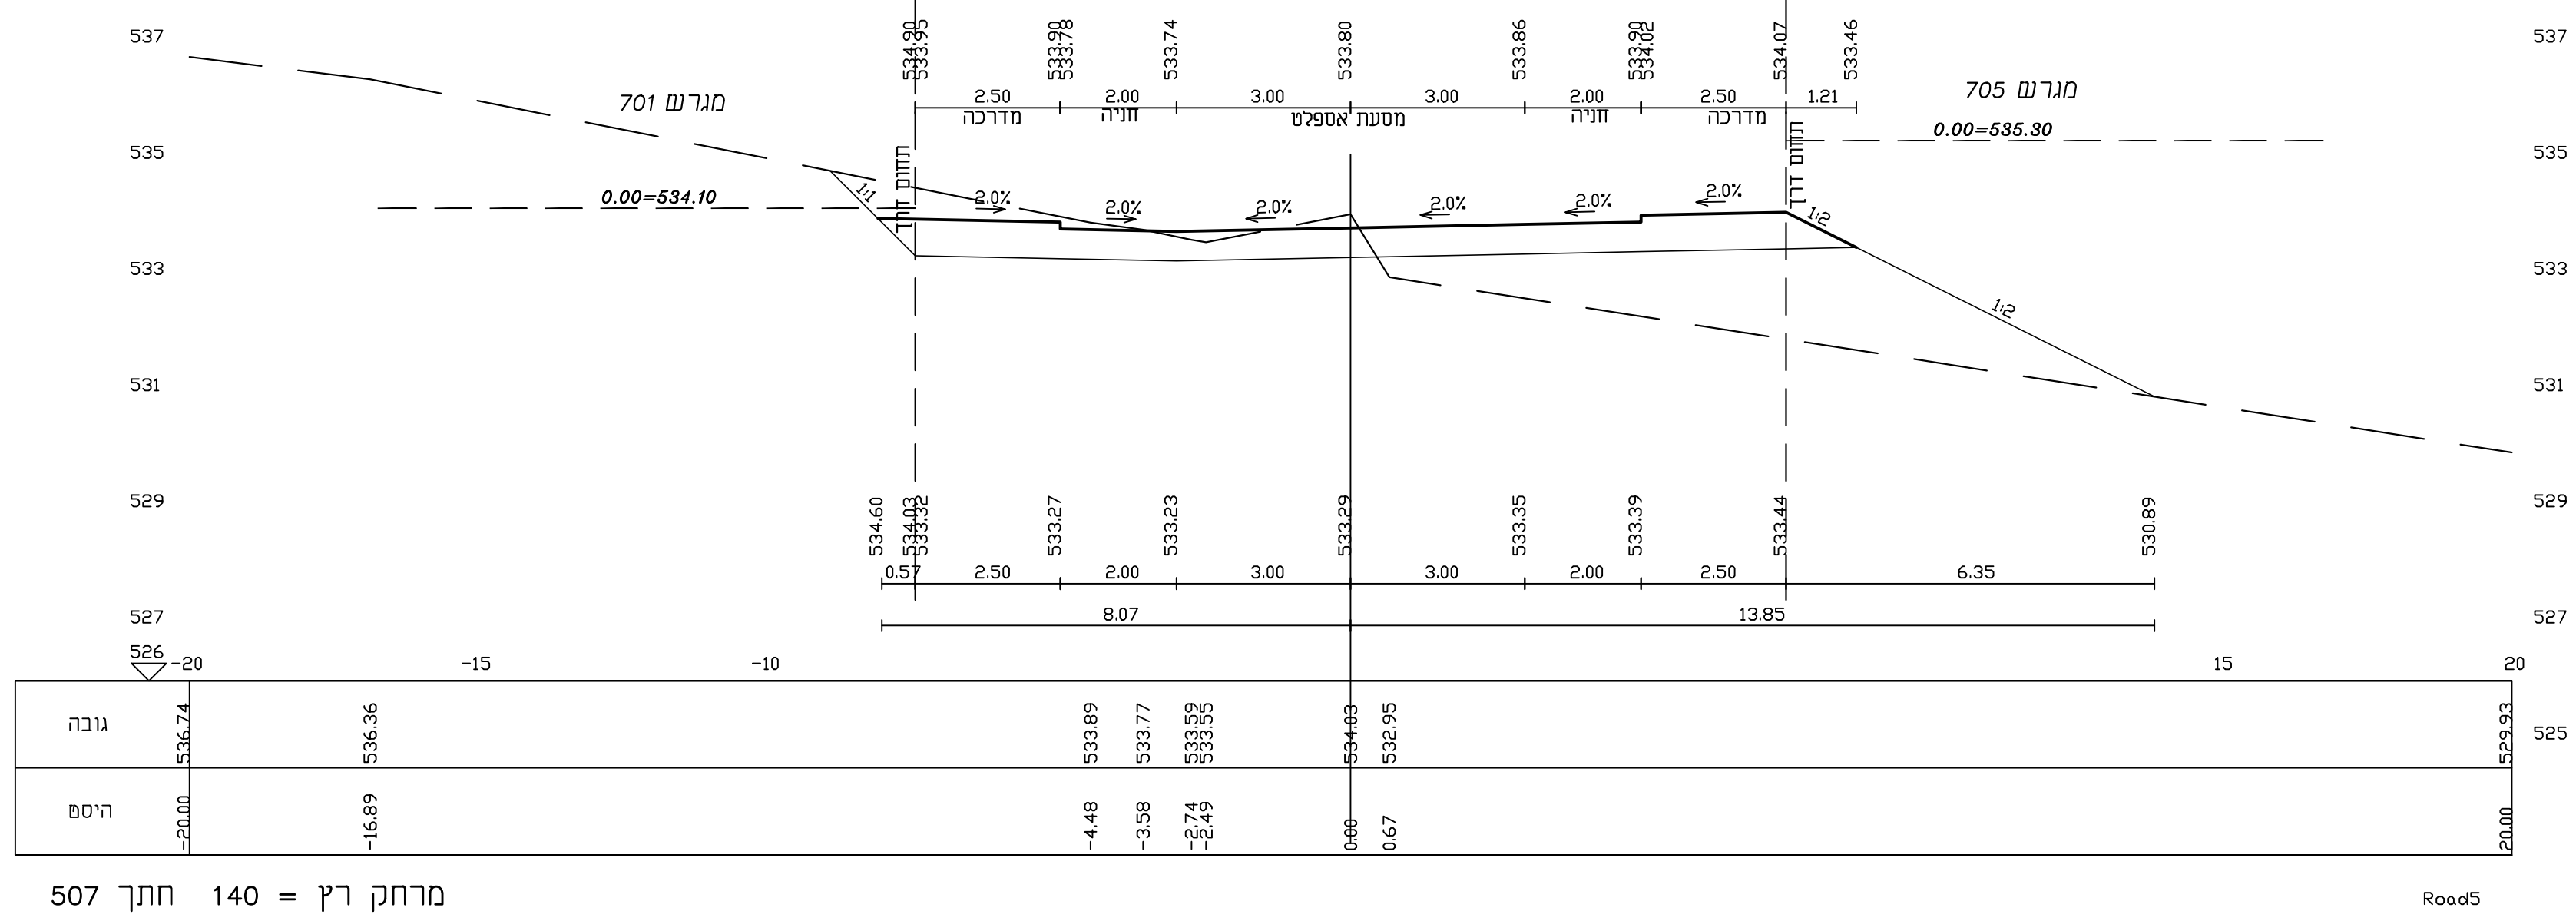 534.90 533.95 533.90 533.78 533.74 533.80 533.86 533.90 534.02 534.07 533.46
537 537
2.50 2.00 3.00 3.00 2.00 2.50 1.21
מדרכה חניה מסעת אספלט חניה מדרכה
מגרש 701
מגרש 705
0.00=535.30
535 535
תחום דרך
תחום דרך
0.00=534.10
1:1
2.0% 2.0% 2.0% 2.0% 2.0% 2.0%
1:2
533 533
1:2
531 531
529 529
534.60 534.03 533.32 533.27 533.23 533.29 533.35 533.39 533.44 530.89
0.57 2.50 2.00 3.00 3.00 2.00 2.50 6.35
8.07 13.85
527 527
526
-20 -15 -10 15 20
גובה 536.74 536.36 533.89 533.77 533.59 533.55 534.03 532.95 529.93
525
היסט -20.00 -16.89 -4.48 -3.58 -2.74 -2.49 0.00 0.67 20.00
חתך 507 מרחק רץ = 140
Road5